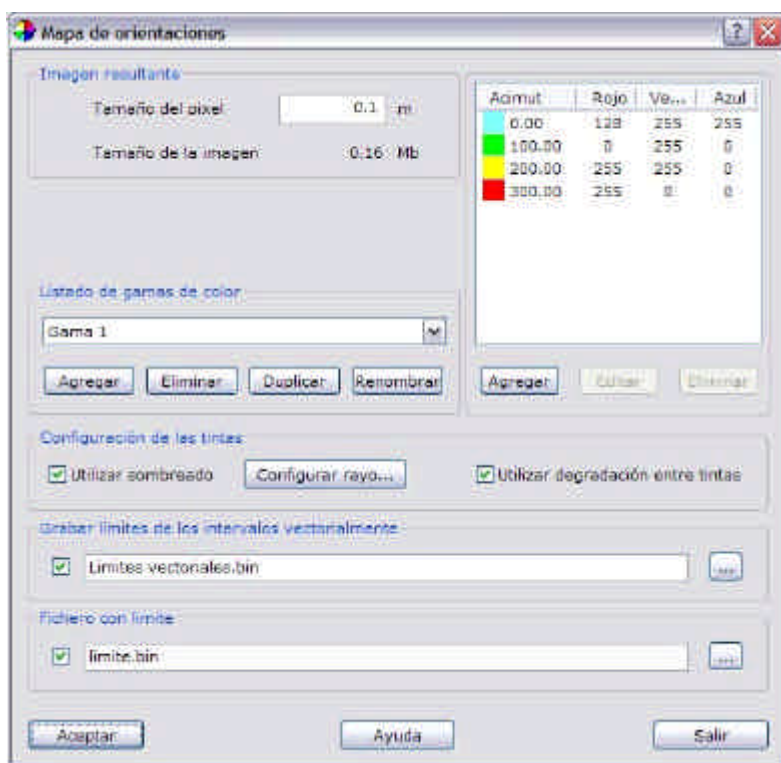 Mapa de orientaciones
Imagen resultante
Tamaño del pixel 0.1 m
Tamaño de la imagen 0.16 Mb
Acimut Rojo Ve... Azul
0.00 128 255 255
100.00 0 255 0
200.00 255 255 0
300.00 255 0 0
Listado de gamas de color
Gama 1
Agregar Eliminar Duplicar Renombrar
Agregar Editar Eliminar
Configuración de las tintas
Utilizar sombreado Configurar rayo... Utilizar degradación entre tintas
Grabar límites de los intervalos vectorialmente
Limites vectoriales.bin ...
Fichero con limite
limite.bin ...
Aceptar Ayuda Salir